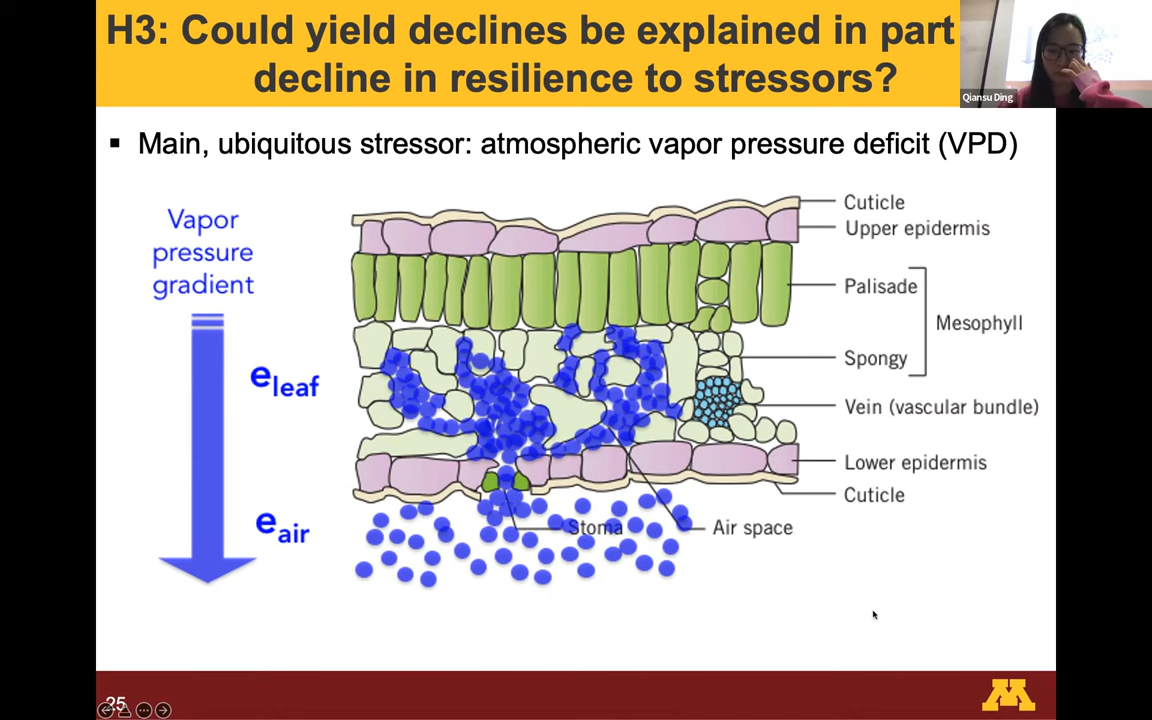 H3: Could yield declines be explained in part
decline in resilience to stressors?
Qiansu Ding
▪ Main, ubiquitous stressor: atmospheric vapor pressure deficit (VPD)
Vapor
pressure
gradient
e leaf
e air
Cuticle
Upper epidermis
Palisade
Mesophyll
Spongy
Vein (vascular bundle)
Lower epidermis
Cuticle
Stoma
Air space
25
M